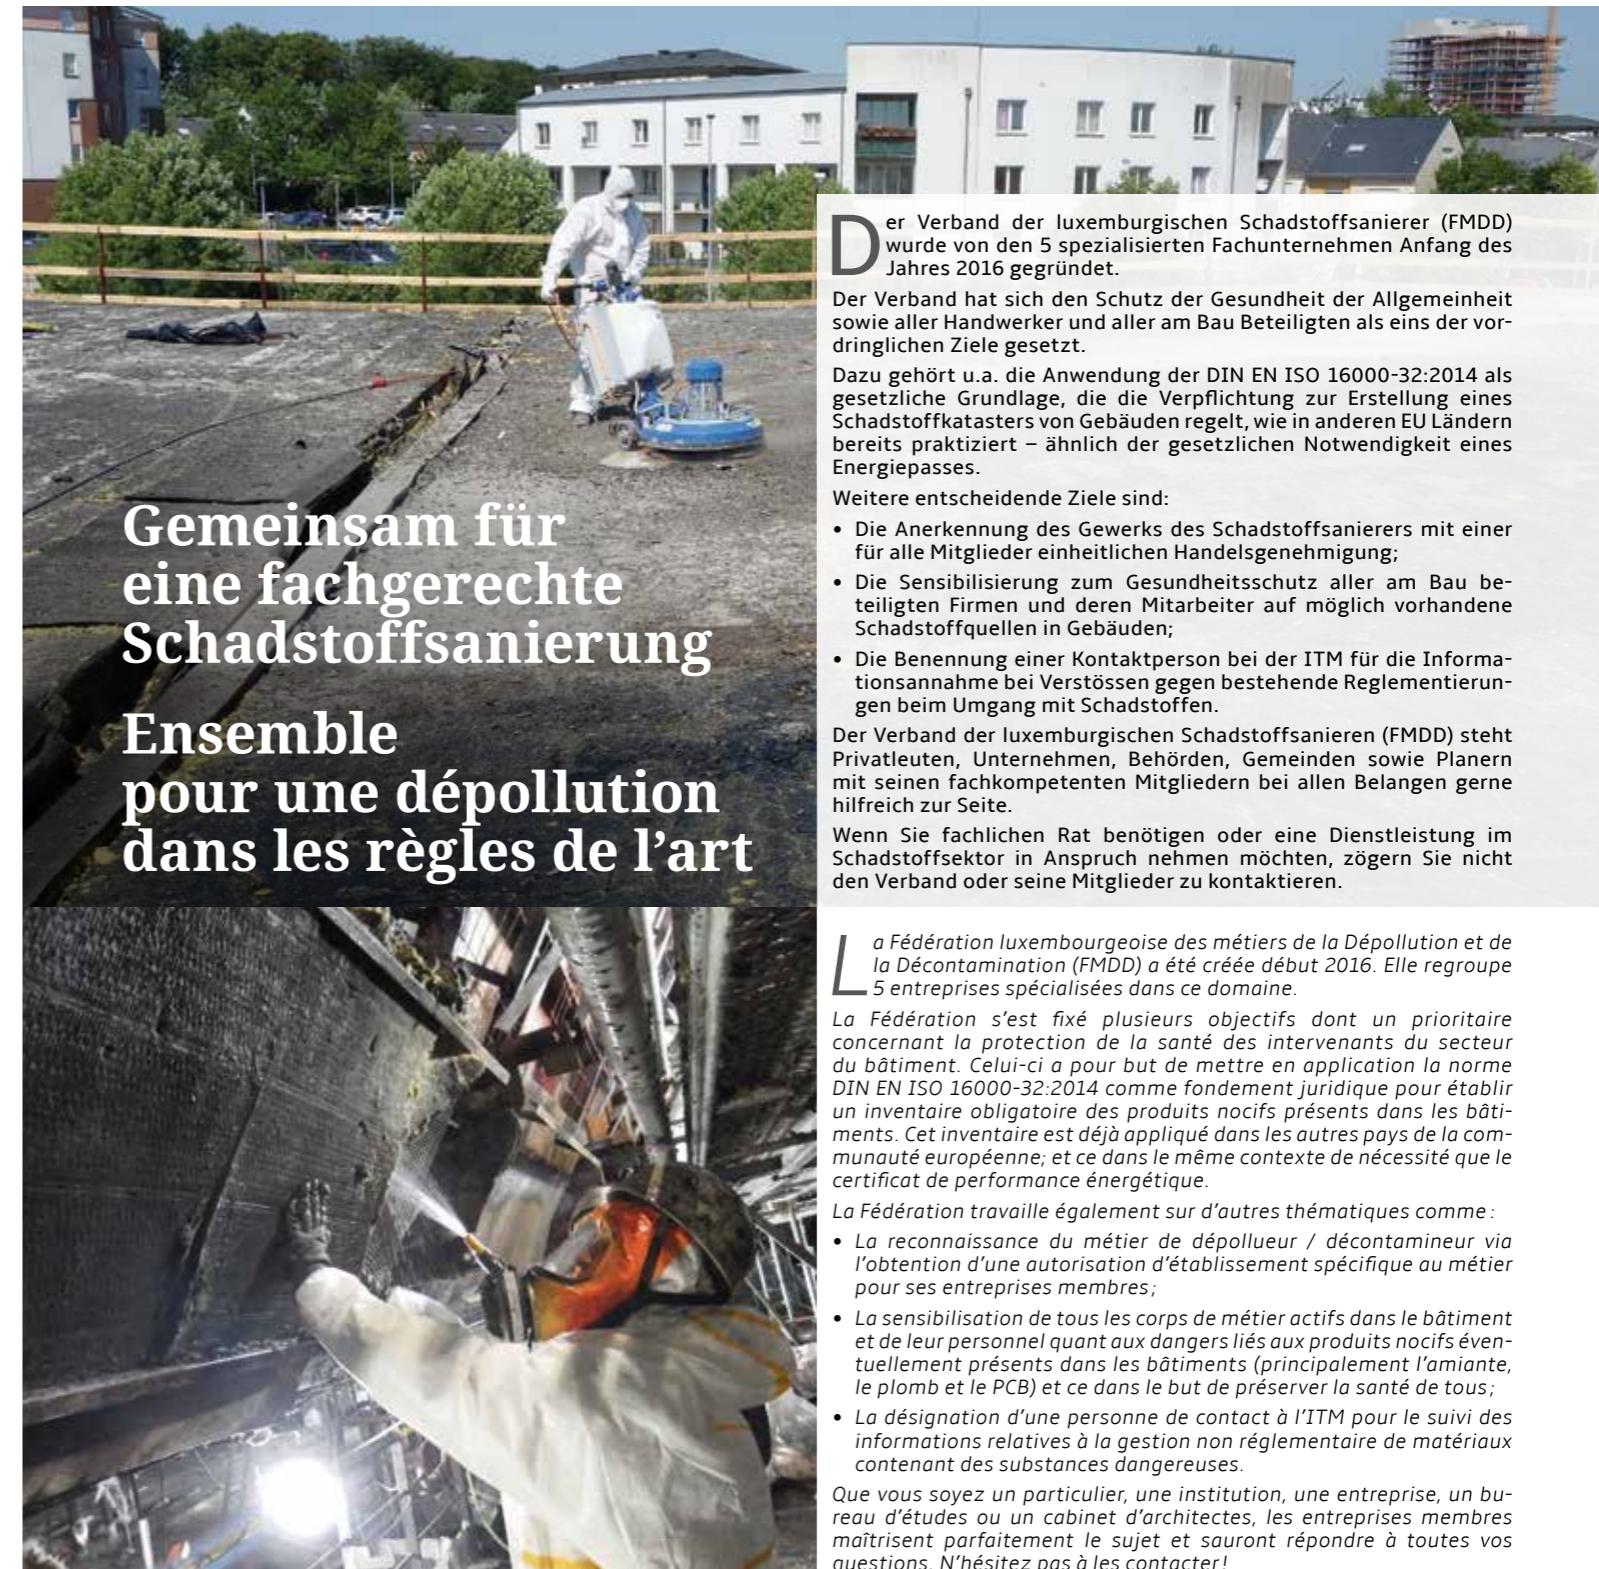 Gemeinsam für
eine fachgerechte
Schadstoffsanierung
Ensemble
pour une dépollution
dans les règles de l’art
Der Verband der luxemburgischen Schadstoffsanierer (FMDD)
wurde von den 5 spezialisierten Fachunternehmen Anfang des
Jahres 2016 gegründet.
Der Verband hat sich den Schutz der Gesundheit der Allgemeinheit
sowie aller Handwerker und aller am Bau Beteiligten als eins der vor-
dringlichen Ziele gesetzt.
Dazu gehört u.a. die Anwendung der DIN EN ISO 16000-32:2014 als
gesetzliche Grundlage, die die Verpflichtung zur Erstellung eines
Schadstoffkatasters von Gebäuden regelt, wie in anderen EU Ländern
bereits praktiziert – ähnlich der gesetzlichen Notwendigkeit eines
Energiepasses.
Weitere entscheidende Ziele sind:
• Die Anerkennung des Gewerks des Schadstoffsanierers mit einer
für alle Mitglieder einheitlichen Handelsgenehmigung;
• Die Sensibilisierung zum Gesundheitsschutz aller am Bau be-
teiligten Firmen und deren Mitarbeiter auf möglich vorhandene
Schadstoffquellen in Gebäuden;
• Die Benennung einer Kontaktperson bei der ITM für die Informa-
tionsannahme bei Verstössen gegen bestehende Reglementierun-
gen beim Umgang mit Schadstoffen.
Der Verband der luxemburgischen Schadstoffsanieren (FMDD) steht
Privatleuten, Unternehmen, Behörden, Gemeinden sowie Planern
mit seinen fachkompetenten Mitgliedern bei allen Belangen gerne
hilfreich zur Seite.
Wenn Sie fachlichen Rat benötigen oder eine Dienstleistung im
Schadstoffsektor in Anspruch nehmen möchten, zögern Sie nicht
den Verband oder seine Mitglieder zu kontaktieren.
La Fédération luxembourgeoise des métiers de la Dépollution et de
la Décontamination (FMDD) a été créée début 2016. Elle regroupe
5 entreprises spécialisées dans ce domaine.
La Fédération s’est fixé plusieurs objectifs dont un prioritaire
concernant la protection de la santé des intervenants du secteur
du bâtiment. Celui-ci a pour but de mettre en application la norme
DIN EN ISO 16000-32:2014 comme fondement juridique pour établir
un inventaire obligatoire des produits nocifs présents dans les bâti-
ments. Cet inventaire est déjà appliqué dans les autres pays de la com-
munauté européenne; et ce dans le même contexte de nécessité que le
certificat de performance énergétique.
La Fédération travaille également sur d’autres thématiques comme :
• La reconnaissance du métier de dépollueur / décontamineur via
l’obtention d’une autorisation d’établissement spécifique au métier
pour ses entreprises membres ;
• La sensibilisation de tous les corps de métier actifs dans le bâtiment
et de leur personnel quant aux dangers liés aux produits nocifs éven-
tuellement présents dans les bâtiments (principalement l’amiante,
le plomb et le PCB) et ce dans le but de préserver la santé de tous ;
• La désignation d’une personne de contact à l’ITM pour le suivi des
informations relatives à la gestion non réglementaire de matériaux
contenant des substances dangereuses.
Que vous soyez un particulier, une institution, une entreprise, un bu-
reau d’études ou un cabinet d’architectes, les entreprises membres
maîtrisent parfaitement le sujet et sauront répondre à toutes vos
questions. N’hésitez pas à les contacter !